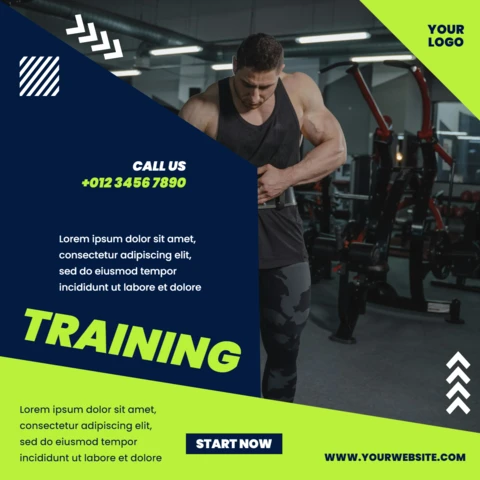 YOUR
LOGO
CALL US
+012 3456 7890
Lorem ipsum dolor sit amet,
consectetur adipiscing elit,
sed do eiusmod tempor
incididunt ut labore et dolore
TRAINING
Lorem ipsum dolor sit amet,
consectetur adipiscing elit,
sed do eiusmod tempor
incididunt ut labore et dolore
START NOW
WWW.YOURWEBSITE.COM